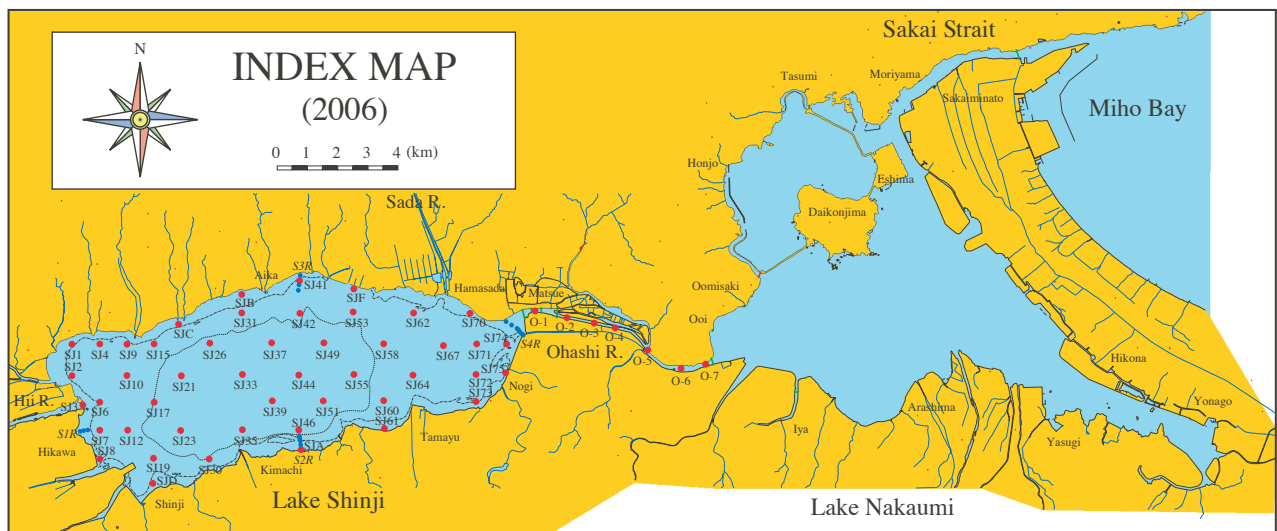 INDEX MAP
(2006)
N
0 1 2 3 4 (km)
Sakai Strait
Tasumi
Moriyama
Sakaiminato
Miho Bay
Honjo
Eshima
Daikonjima
Sada R.
Oomisaki
Ooi
Hikona
Yonago
Arashima
Yasugi
Iya
Lake Nakaumi
Aika
S3R
SJ41
Hamasada
Matsue
SJB
SJF
SJ31
SJ42
SJ53
SJ62
SJ70
O-1
O-2
O-3
O-4
SJC
SJ74
S4R
Ohashi R.
O-5
O-6
O-7
SJ1
SJ4
SJ9
SJ15
SJ26
SJ37
SJ49
SJ58
SJ67
SJ71
SJ2
SJ75
Nogi
SJ10
SJ21
SJ33
SJ44
SJ55
SJ64
SJ72
Hii R.
SJ3
SJ6
SJ17
SJ39
SJ51
SJ60
SJ73
SJ61
S1R
SJ7
SJ12
SJ23
SJ35
SJ46
Tamayu
Hikawa
SJ8
SJ19
SJ30
SJA
S2R
Kimachi
SJD
Shinji
Lake Shinji